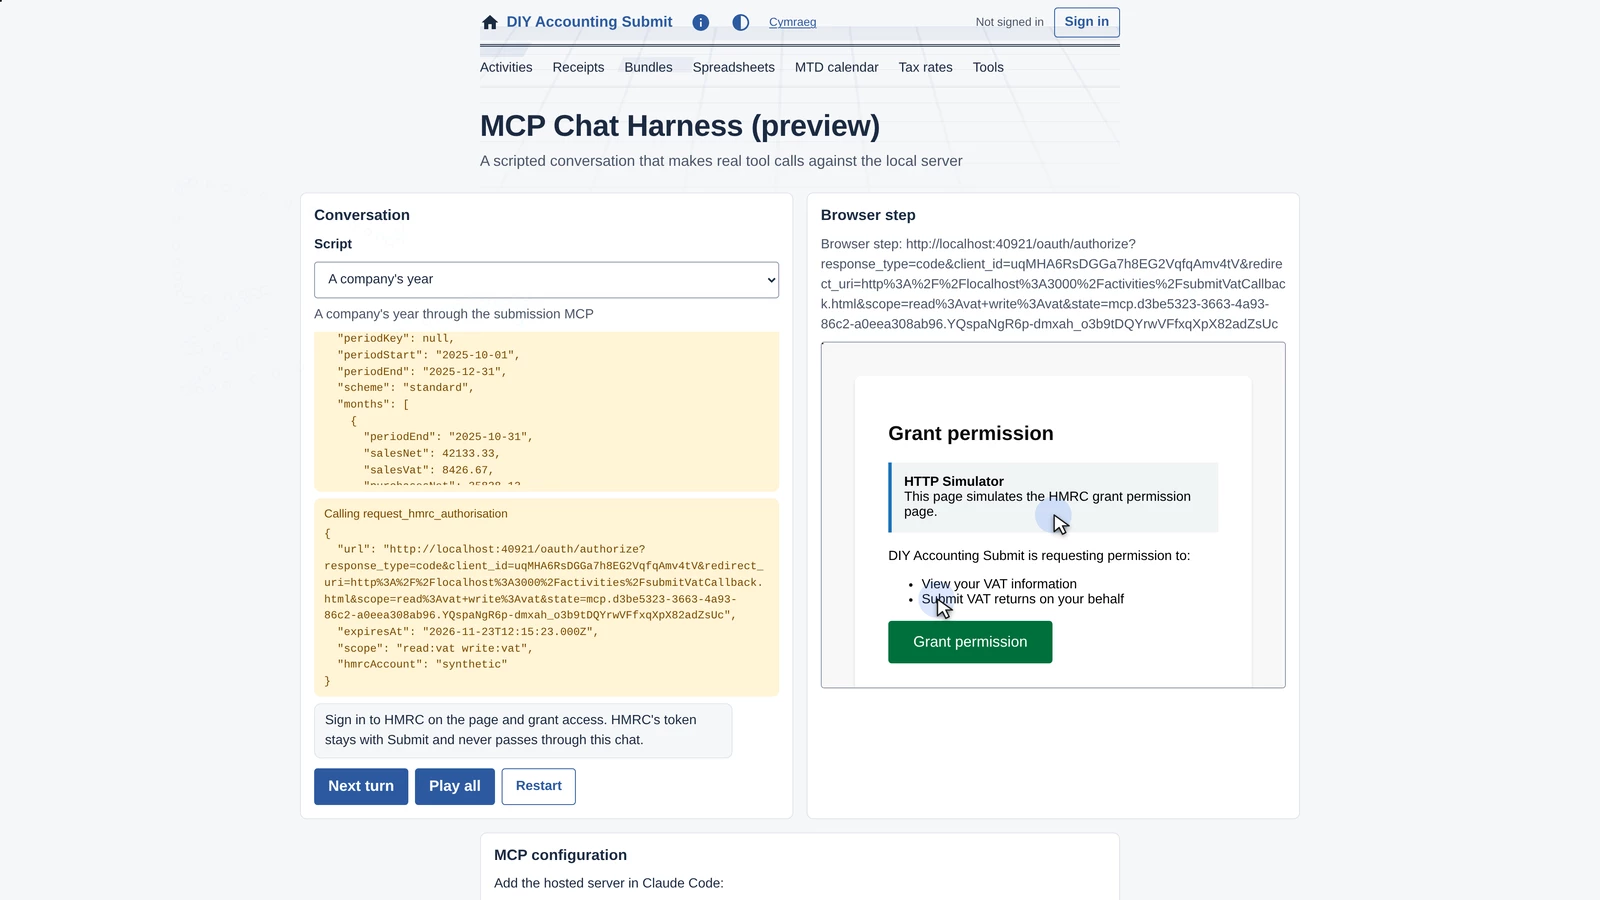 DIY Accounting Submit
i
Cymraeg
Not signed in
Sign in
Activities
Receipts
Bundles
Spreadsheets
MTD calendar
Tax rates
Tools
MCP Chat Harness (preview)
A scripted conversation that makes real tool calls against the local server
Conversation
Script
A company's year
A company's year through the submission MCP
"periodKey": null,
"periodStart": "2025-10-01",
"periodEnd": "2025-12-31",
"scheme": "standard",
"months": [
{
"periodEnd": "2025-10-31",
"salesNet": 42133.33,
"salesVat": 8426.67,
Calling request_hmrc_authorisation
{
"url": "http://localhost:40921/oauth/authorize?
response_type=code&client_id=uqMHA6RsDGGa7h8EG2VqfqAmv4tV&redirect_
uri=http%3A%2F%2Flocalhost%3A3000%2Factivities%2FsubmitVatCallback.
html&scope=read%3Avat+write%3Avat&state=mcp.d3be5323-3663-4a93-
86c2-a0eea308ab96.YQspaNgR6p-dmxah_o3b9tDQYrwVFfxqXpX82adZsUc",
"expiresAt": "2026-11-23T12:15:23.000Z",
"scope": "read:vat write:vat",
"hmrcAccount": "synthetic"
}
Sign in to HMRC on the page and grant access. HMRC's token
stays with Submit and never passes through this chat.
Next turn
Play all
Restart
Browser step
Browser step: http://localhost:40921/oauth/authorize?
response_type=code&client_id=uqMHA6RsDGGa7h8EG2VqfqAmv4tV&redire
ct_uri=http%3A%2F%2Flocalhost%3A3000%2Factivities%2FsubmitVatCallbac
k.html&scope=read%3Avat+write%3Avat&state=mcp.d3be5323-3663-4a93-
86c2-a0eea308ab96.YQspaNgR6p-dmxah_o3b9tDQYrwVFfxqXpX82adZsUc
Grant permission
HTTP Simulator
This page simulates the HMRC grant permission
page.
DIY Accounting Submit is requesting permission to:
• View your VAT information
• Submit VAT returns on your behalf
Grant permission
MCP configuration
Add the hosted server in Claude Code: